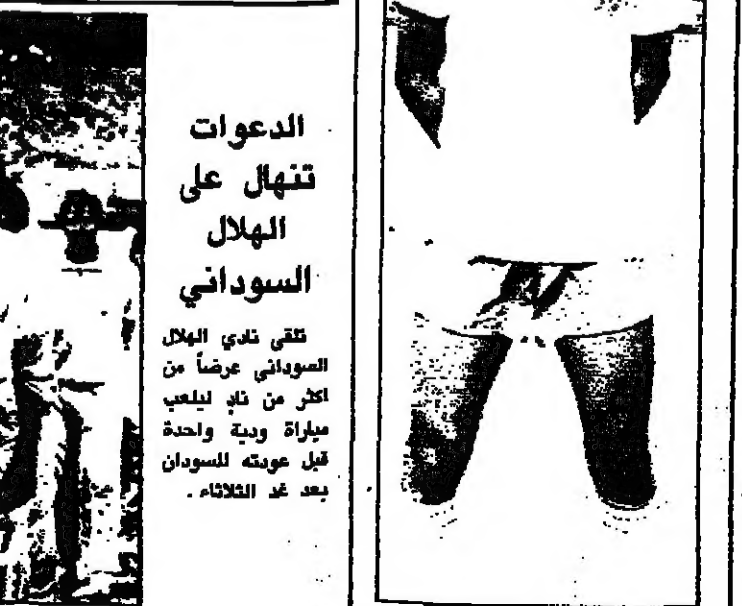 الدعوات
تنهال على
الهلال
السوداني
تلقى نادي الهلال
السوداني عرضاً من
اكثر من نادٍ ليلعب
مباراة ودية واحدة
قبل عودته للسودان
بعد غد الثلاثاء .